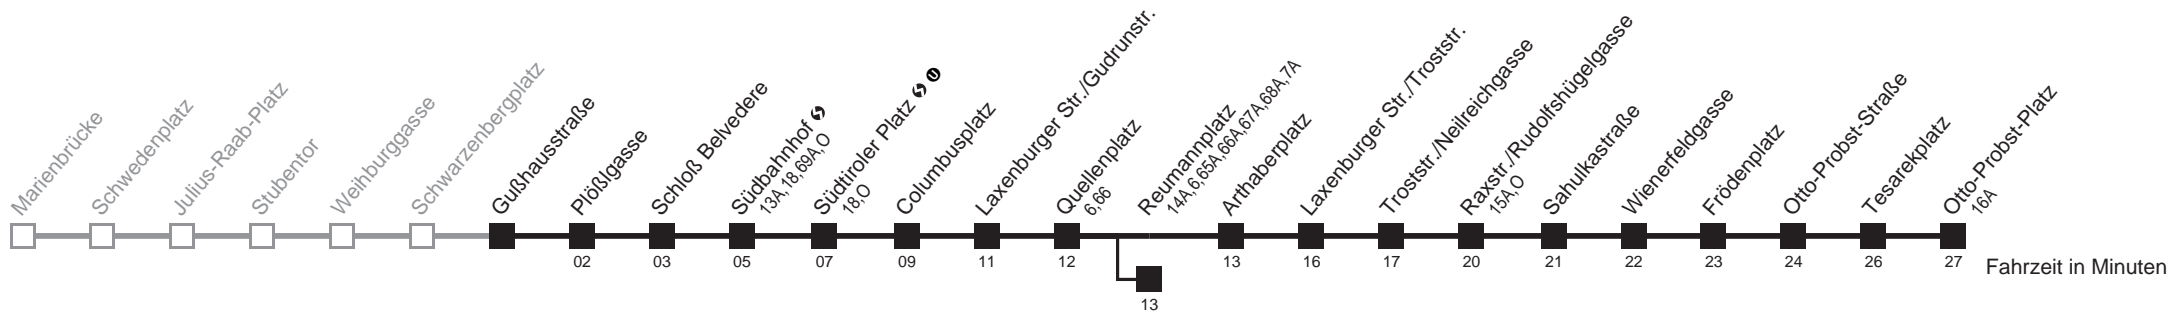 Marienbrücke
Schwedenplatz
Julius-Raab-Platz
Stubentor
Weihburggasse
Schwarzenbergplatz
Gußhausstraße
Plößlgasse
Schloß Belvedere
Südbahnhof
13A,18,69A,O
Südtiroler Platz U
18,O
Columbusplatz
Laxenburger Str./Gudrunstr.
Quellenplatz
6,66
Reumannplatz
14A,6,65A,66A,67A,68A,7A
Arthaberplatz
Laxenburger Str./Troststr.
Troststr./Neilreichgasse
Raxstr./Rudolfshügelgasse
15A,O
Sahulkastraße
Wienerfeldgasse
Frödenplatz
Otto-Probst-Straße
Tesarekplatz
Otto-Probst-Platz
16A
02 03 05 07 09 11 12 13 16 17 20 21 22 23 24 26 27 Fahrzeit in Minuten
13